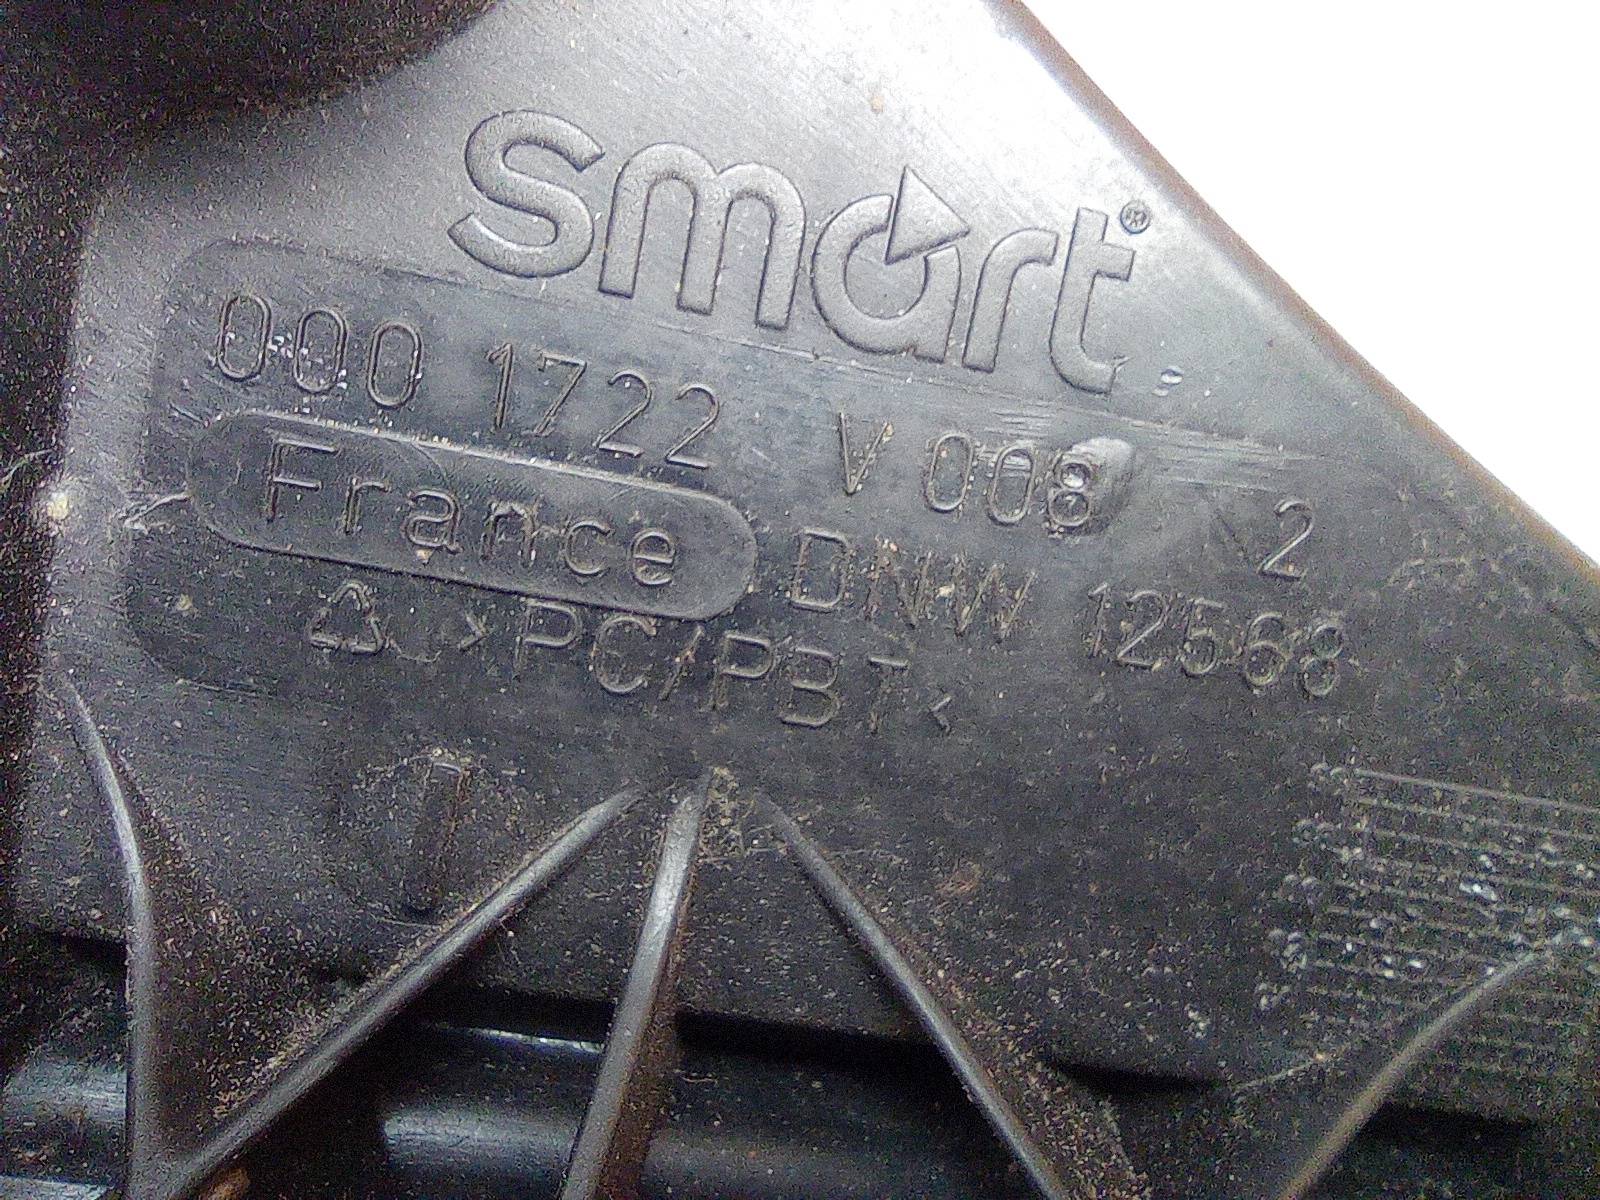 smart®
000 1722 V 008 2
France DNW 12568
>PC/PBT<